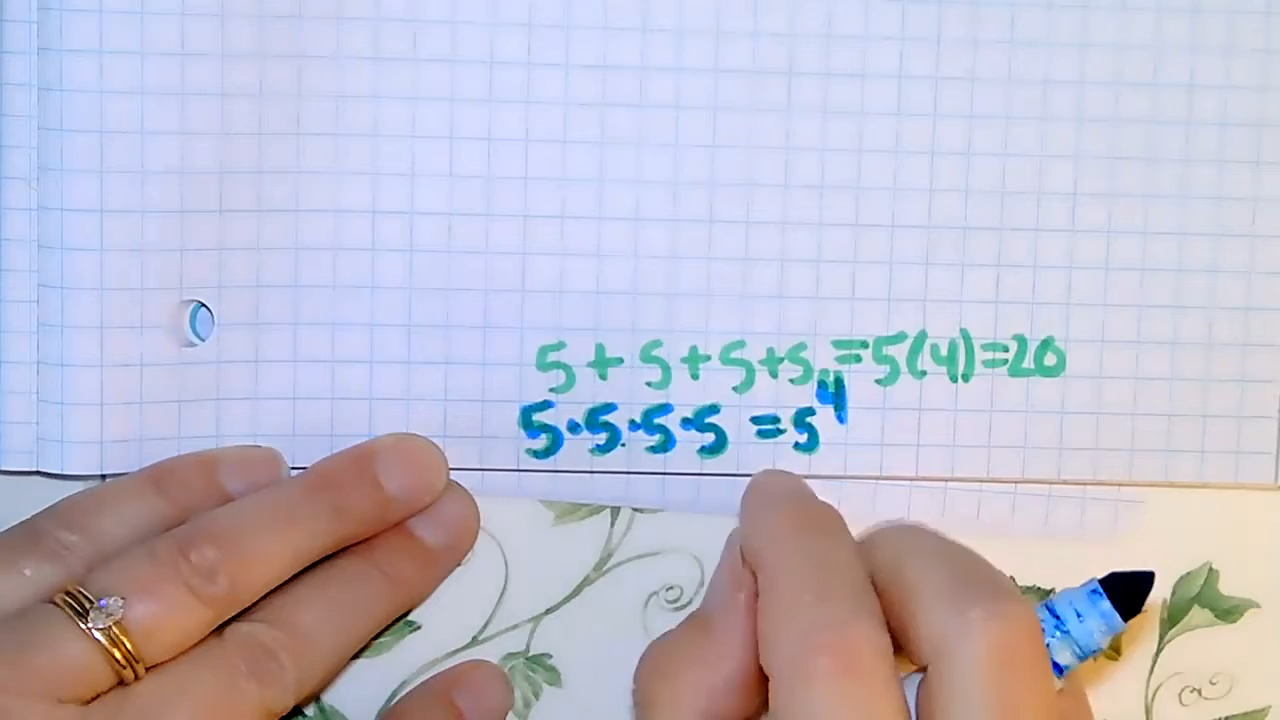 5 + 5 + 5 + 5 = 5(4) = 20
5 · 5 · 5 · 5 = 5⁴